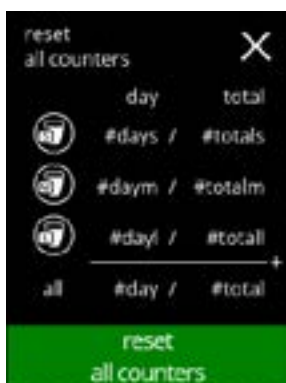 reset
all counters
day total
#days / #totals
#daym / #totalm
#dayl / #totall
+
all #day / #total
reset
all counters